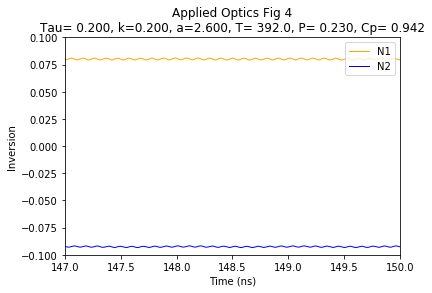 Applied Optics Fig 4
Tau= 0.200, k=0.200, a=2.600, T= 392.0, P= 0.230, Cp= 0.942
0.100
0.075
0.050
0.025
0.000
−0.025
−0.050
−0.075
−0.100
Inversion
N1
N2
147.0 147.5 148.0 148.5 149.0 149.5 150.0
Time (ns)